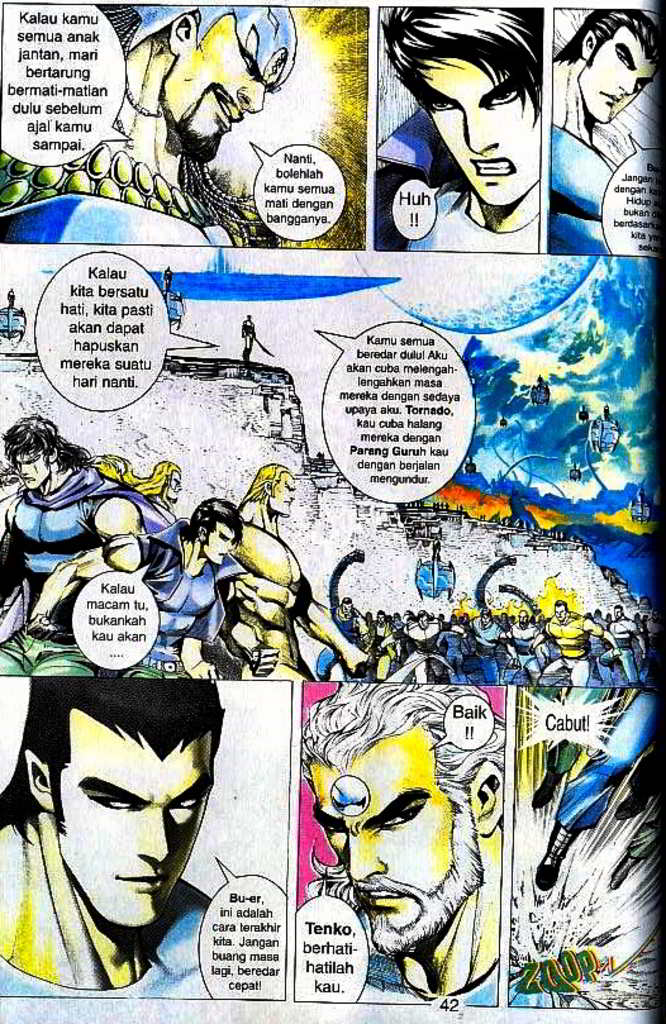 Kalau kamu
semua anak
jantan, mari
bertarung
bermati-matian
dulu sebelum
ajal kamu
sampai.
Nanti,
bolehlah
kamu semua
mati dengan
bangganya.
Huh
!!
Jangan
dengan k
Hidup
bukan d
berdasar
kita
Kalau
kita bersatu
hati, kita pasti
akan dapat
hapuskan
mereka suatu
hari nanti.
Kamu semua
beredar dulu! Aku
akan cuba melengah-
lengahkan masa
mereka dengan sedaya
upaya aku. Tornado,
kau cuba halang
mereka dengan
Parang Guruh kau
dengan berjalan
mengundur.
Kalau
macam tu,
bukankah
kau akan
....
Bu-er,
ini adalah
cara terakhir
kita. Jangan
buang masa
lagi, beredar
cepat!
Baik
!!
Tenko,
berhati-
hatilah
kau.
Cabut!
ZAPP!
42